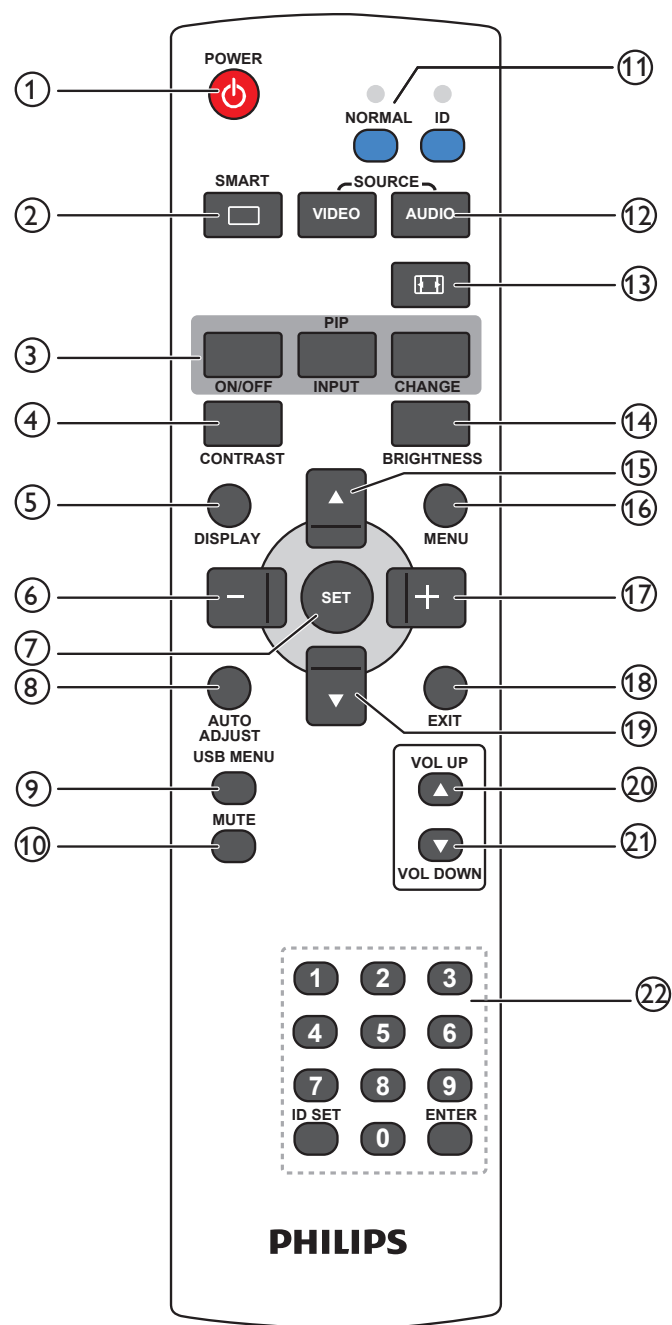 POWER
1
11
NORMAL ID
SMART
SOURCE
2
VIDEO AUDIO
12
13
PIP
3
ON/OFF INPUT CHANGE
4
14
CONTRAST BRIGHTNESS
15
5
16
DISPLAY MENU
6
− SET +
17
7
8
18
AUTO
ADJUST
EXIT
19
USB MENU
VOL UP
9
20
MUTE
10
21
VOL DOWN
1 2 3
22
4 5 6
7 8 9
ID SET ENTER
0
PHILIPS